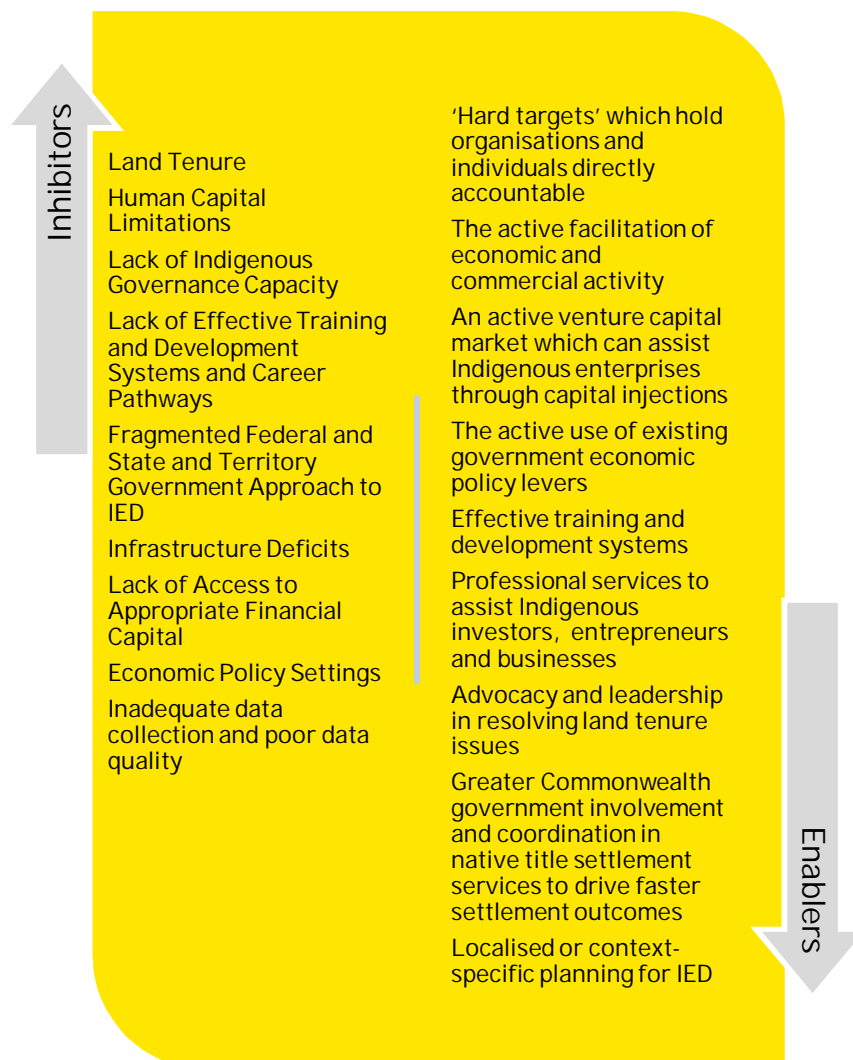 Inhibitors
Land Tenure
Human Capital
Limitations
Lack of Indigenous
Governance Capacity
Lack of Effective Training
and Development
Systems and Career
Pathways
Fragmented Federal and
State and Territory
Government Approach to
IED
Infrastructure Deficits
Lack of Access to
Appropriate Financial
Capital
Economic Policy Settings
Inadequate data
collection and poor data
quality
‘Hard targets’ which hold
organisations and
individuals directly
accountable
The active facilitation of
economic and
commercial activity
An active venture capital
market which can assist
Indigenous enterprises
through capital injections
The active use of existing
government economic
policy levers
Effective training and
development systems
Professional services to
assist Indigenous
investors, entrepreneurs
and businesses
Advocacy and leadership
in resolving land tenure
issues
Greater Commonwealth
government involvement
and coordination in
native title settlement
services to drive faster
settlement outcomes
Localised or context-
specific planning for IED
Enablers